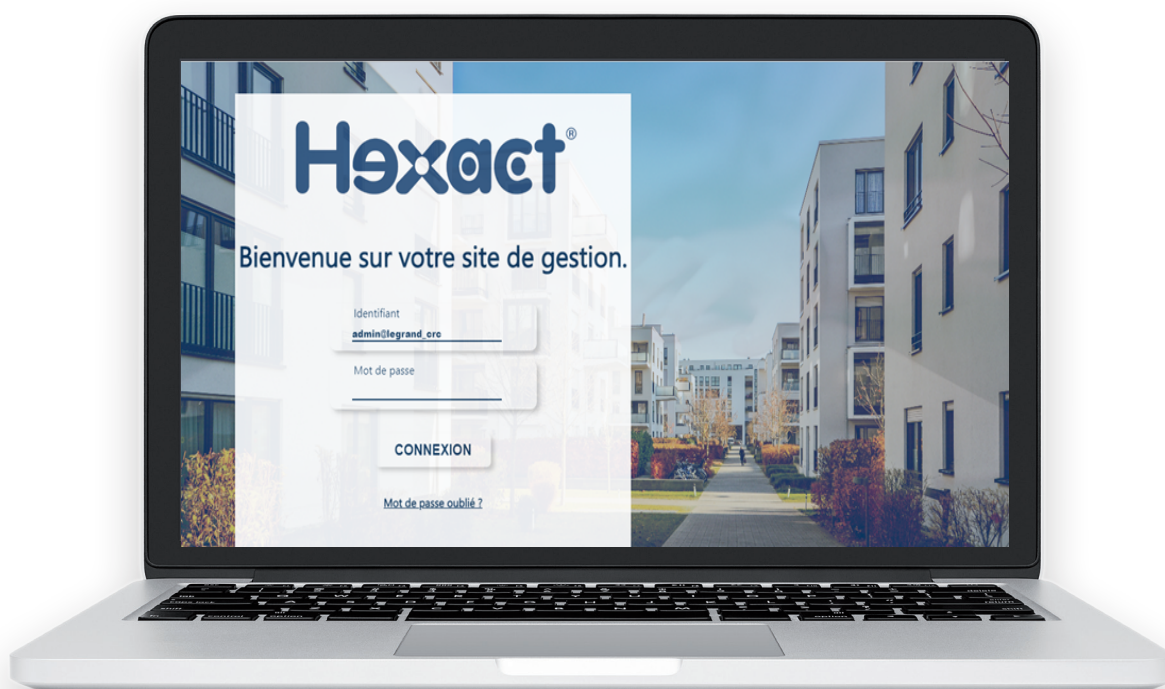 Hexact®
Bienvenue sur votre site de gestion.
Identifiant
admin@legrand_crc
Mot de passe
CONNEXION
Mot de passe oublié ?